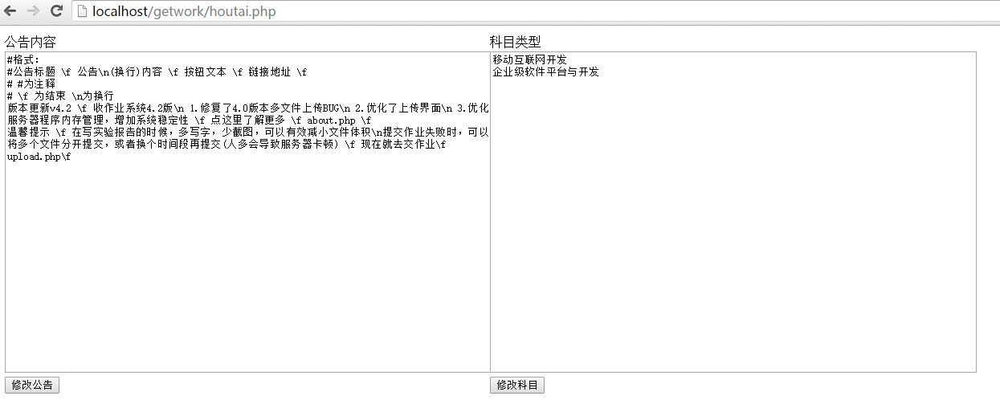 localhost/getwork/houtai.php
公告内容
#格式:
#公告标题 \f 公告\n(换行)内容 \f 按钮文本 \f 链接地址 \f
# #为注释
# \f 为结束 \n为换行
版本更新v4.2 \f 收作业系统4.2版\n 1.修复了4.0版本多文件上传BUG\n 2.优化了上传界面\n 3.优化
服务器程序内存管理，增加系统稳定性 \f 点这里了解更多 \f about.php \f
温馨提示 \f 在写实验报告的时候，多写字，少截图，可以有效减小文件体积\n提交作业失败时，可以
将多个文件分开提交，或者换个时间段再提交(人多会导致服务器卡顿) \f 现在就去交作业\f
upload.php\f
修改公告
科目类型
移动互联网开发
企业级软件平台与开发
修改科目